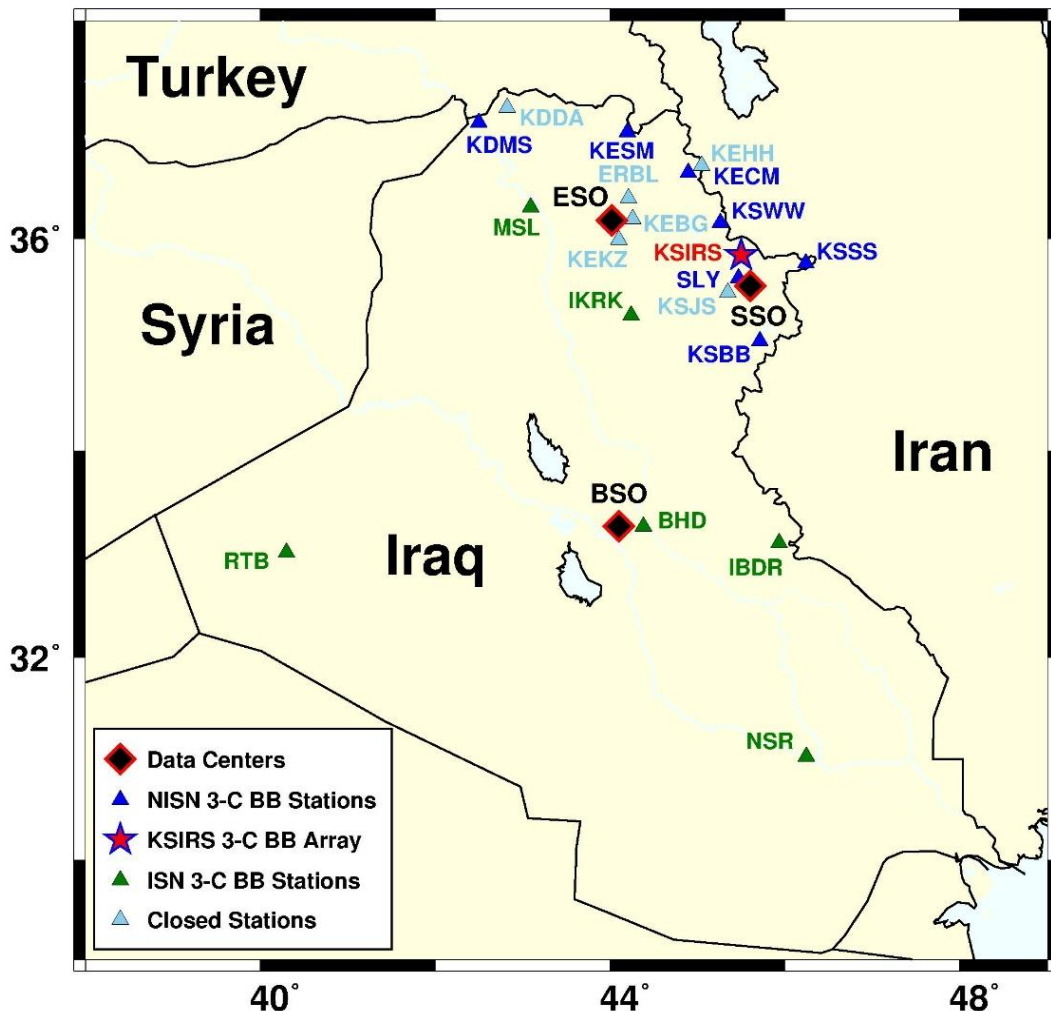 Turkey
KDDA
KDMS
KESM
KEHH
KECM
ERBL
ESO
MSL
KEBG
KSWW
36°
KEKZ
KSIRS
KSSS
SLY
IKRK
KSJS
SSO
Syria
KSBB
Iran
BSO
BHD
RTB
Iraq
IBDR
32°
NSR
Data Centers
NISN 3-C BB Stations
KSIRS 3-C BB Array
ISN 3-C BB Stations
Closed Stations
40°
44°
48°